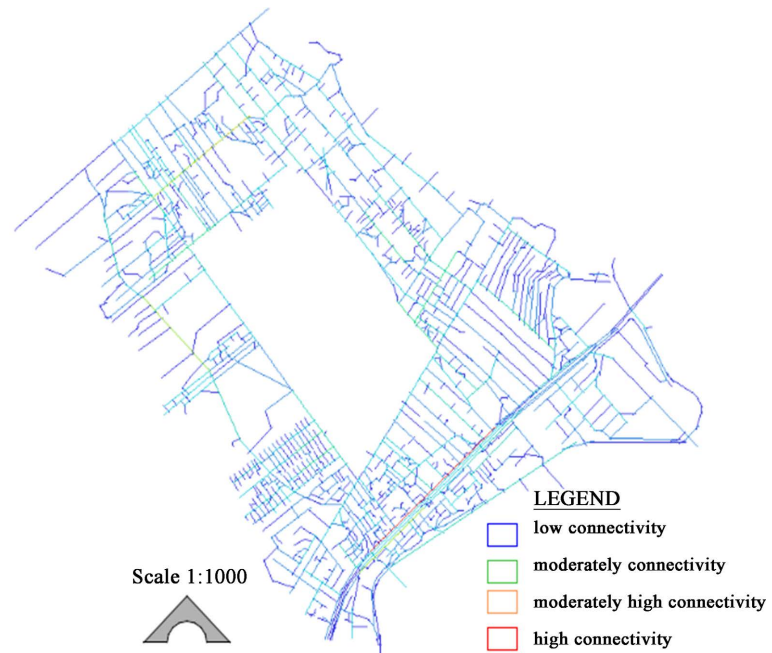 LEGEND
low connectivity
moderately connectivity
moderately high connectivity
high connectivity
Scale 1:1000